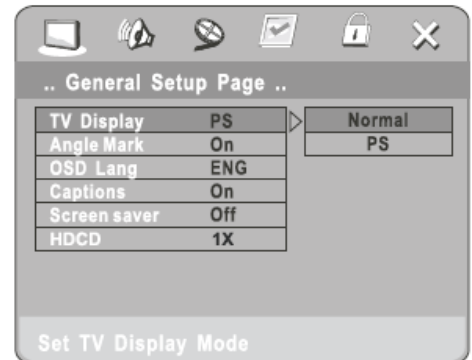 .. General Setup Page ..
TV Display PS Normal
Angle Mark On PS
OSD Lang ENG
Captions On
Screen saver Off
HDCD 1X
Set TV Display Mode